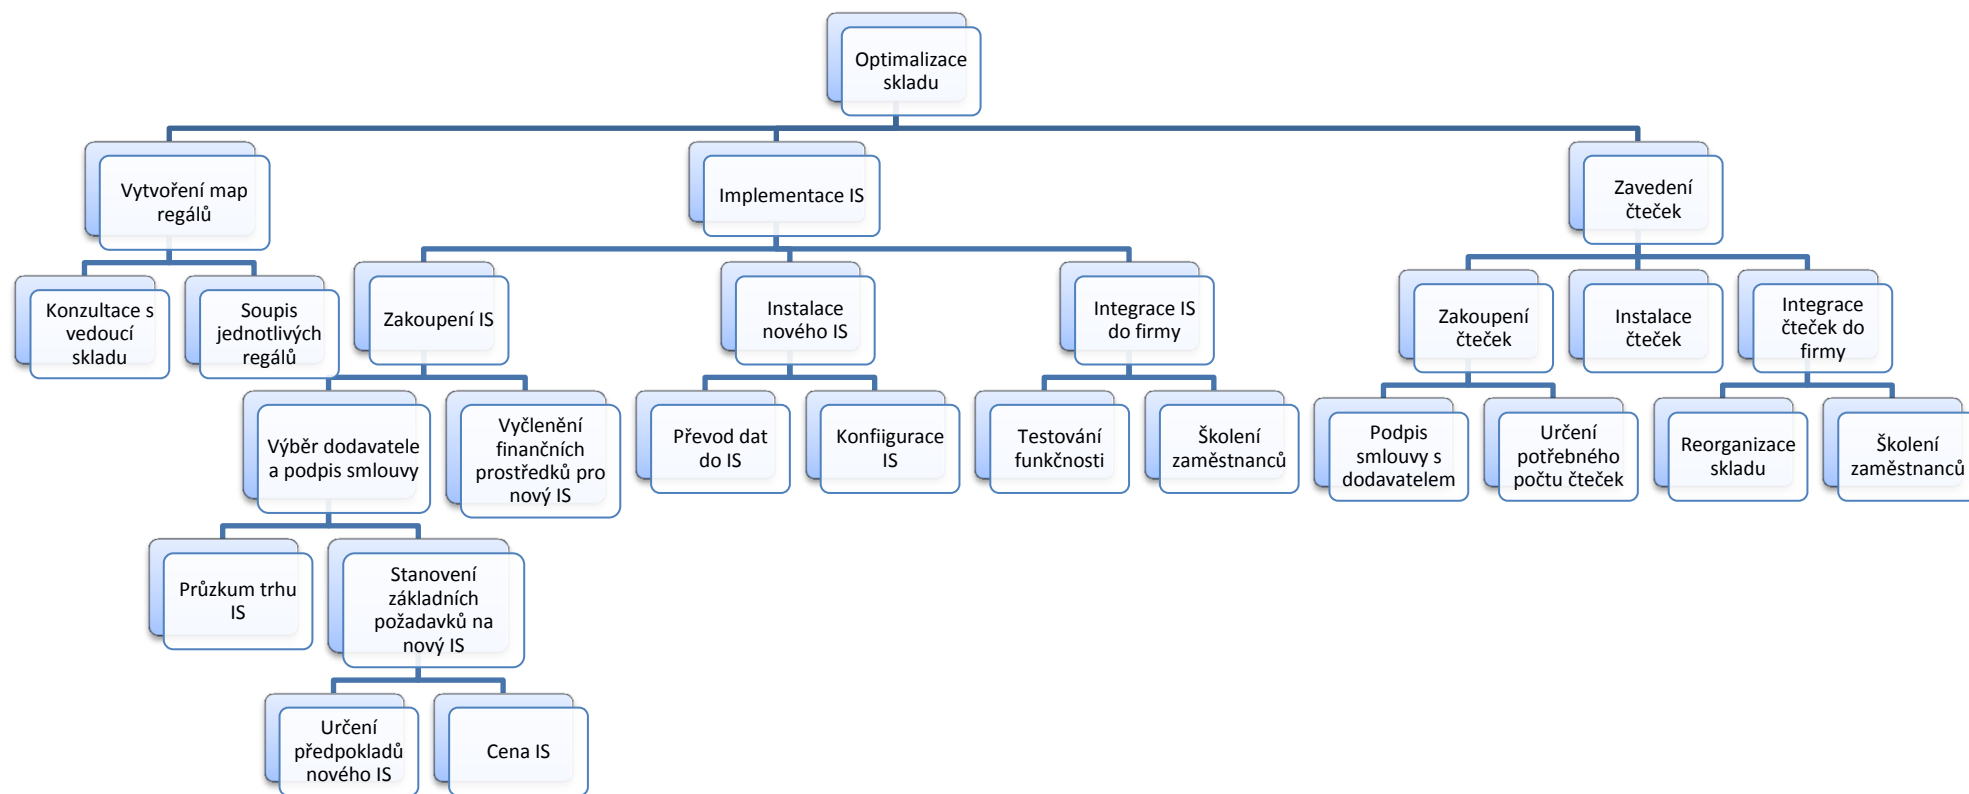 Optimalizace
skladu
Vytvoření map
regálů
Implementace IS
Zavedení
čteček
Konzultace s
vedoucí
skladu
Soupis
jednotlivých
regálů
Zakoupení IS
Instalace
nového IS
Integrace IS
do firmy
Zakoupení
čteček
Instalace
čteček
Integrace
čteček do
firmy
Výběr dodavatele
a podpis smlouvy
Vyčlenění
finančních
prostředků pro
nový IS
Převod dat
do IS
Konfiigurace
IS
Testování
funkčnosti
Školení
zaměstnanců
Podpis
smlouvy s
dodavatelem
Určení
potřebného
počtu čteček
Reorganizace
skladu
Školení
zaměstnanců
Průzkum trhu
IS
Stanovení
základních
požadavků na
nový IS
Určení
předpokladů
nového IS
Cena IS